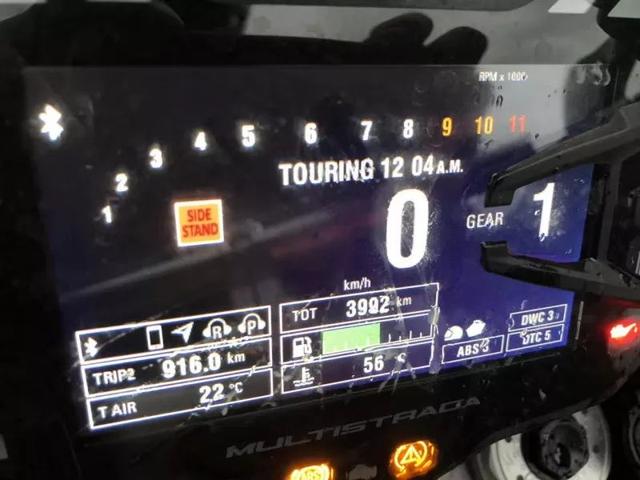 RPM x 1000
1 2 3 4 5 6 7 8 9 10 11
TOURING 12 04 A.M.
SIDE
STAND
0
GEAR 1
km/h
TOT 3992 km
R P
TRIP2 916.0 km
T AIR 22 °C
56 °C
DWC 3
ABS 3 DTC 5
MULTISTRADA
ABS